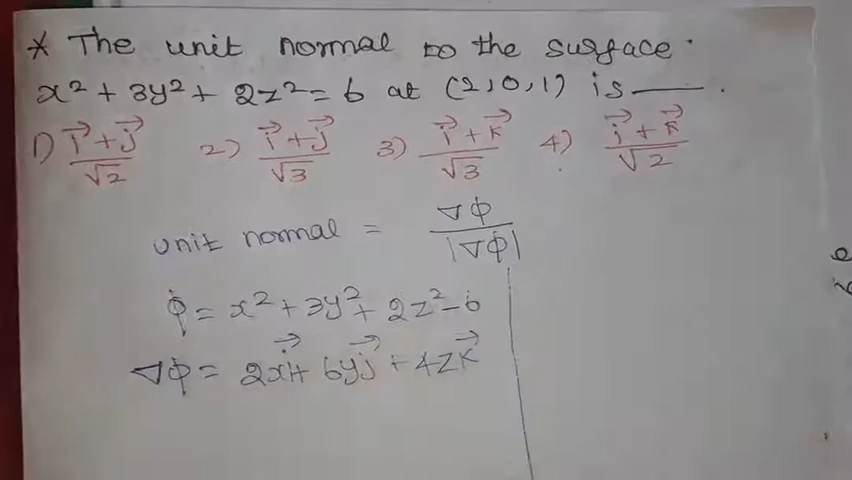 * The unit normal to the surface
x² + 3y² + 2z² = 6 at (2,0,1) is ____ .
1) (i⃗ + j⃗)/√2 2) (i⃗ + j⃗)/√3 3) (i⃗ + k⃗)/√3 4) (i⃗ + k⃗)/√2
unit normal = ∇φ/|∇φ|
φ = x² + 3y² + 2z² - 6
∇φ = 2xi⃗ + 6yj⃗ + 4zk⃗